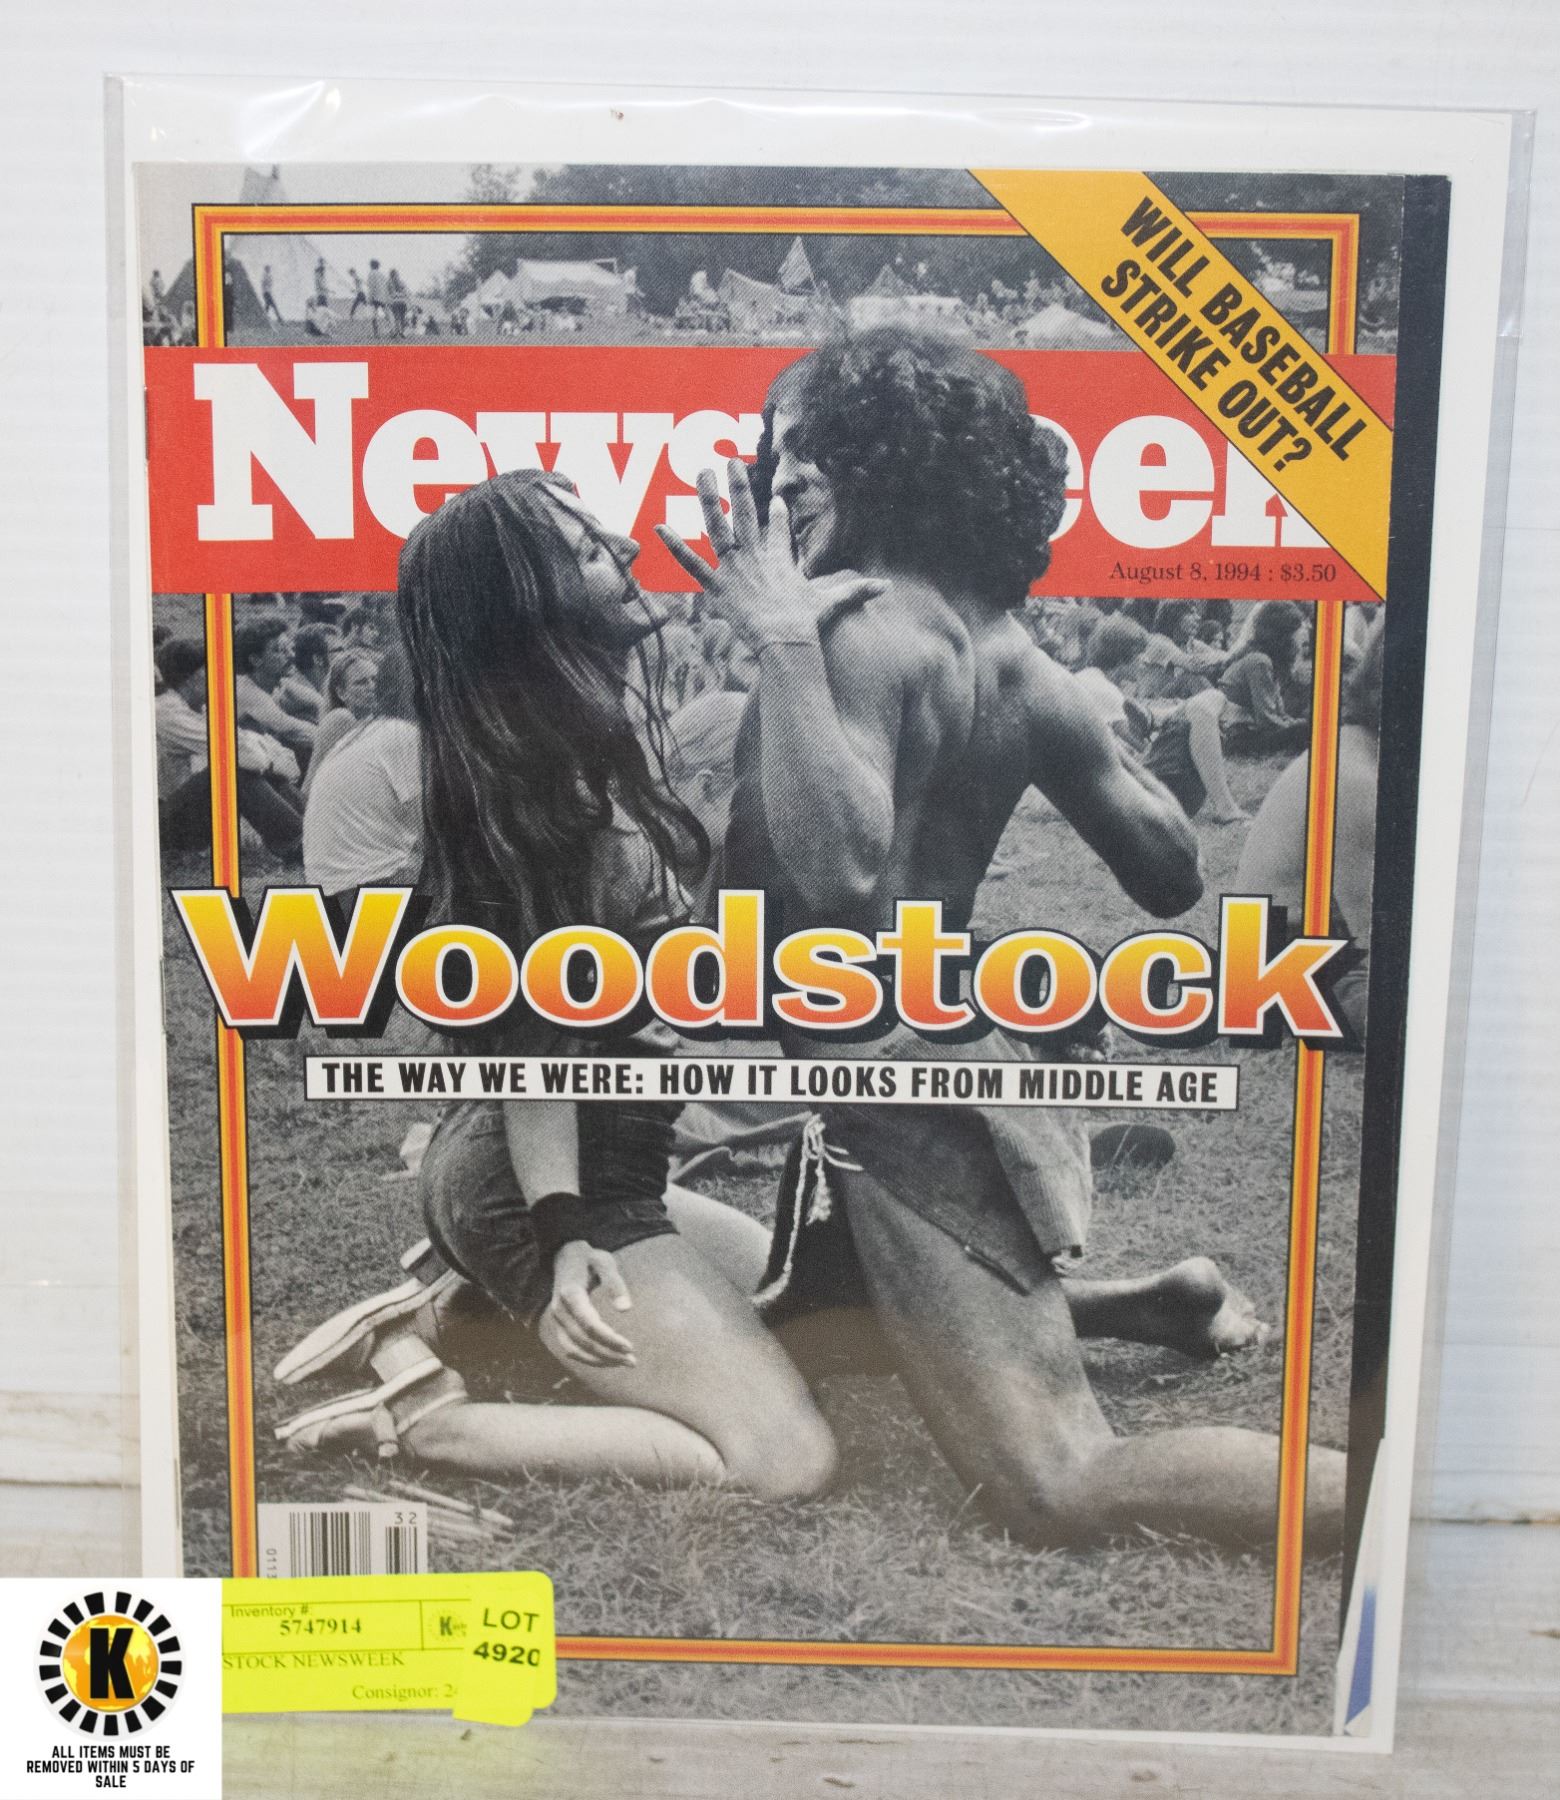 WILL BASEBALL
STRIKE OUT?
Newsweek
August 8, 1994 : $3.50
Woodstock
THE WAY WE WERE: HOW IT LOOKS FROM MIDDLE AGE
32
Inventory #:
5747914
LOT
4920
STOCK NEWSWEEK
Consignor: 24
K
ALL ITEMS MUST BE
REMOVED WITHIN 5 DAYS OF
SALE